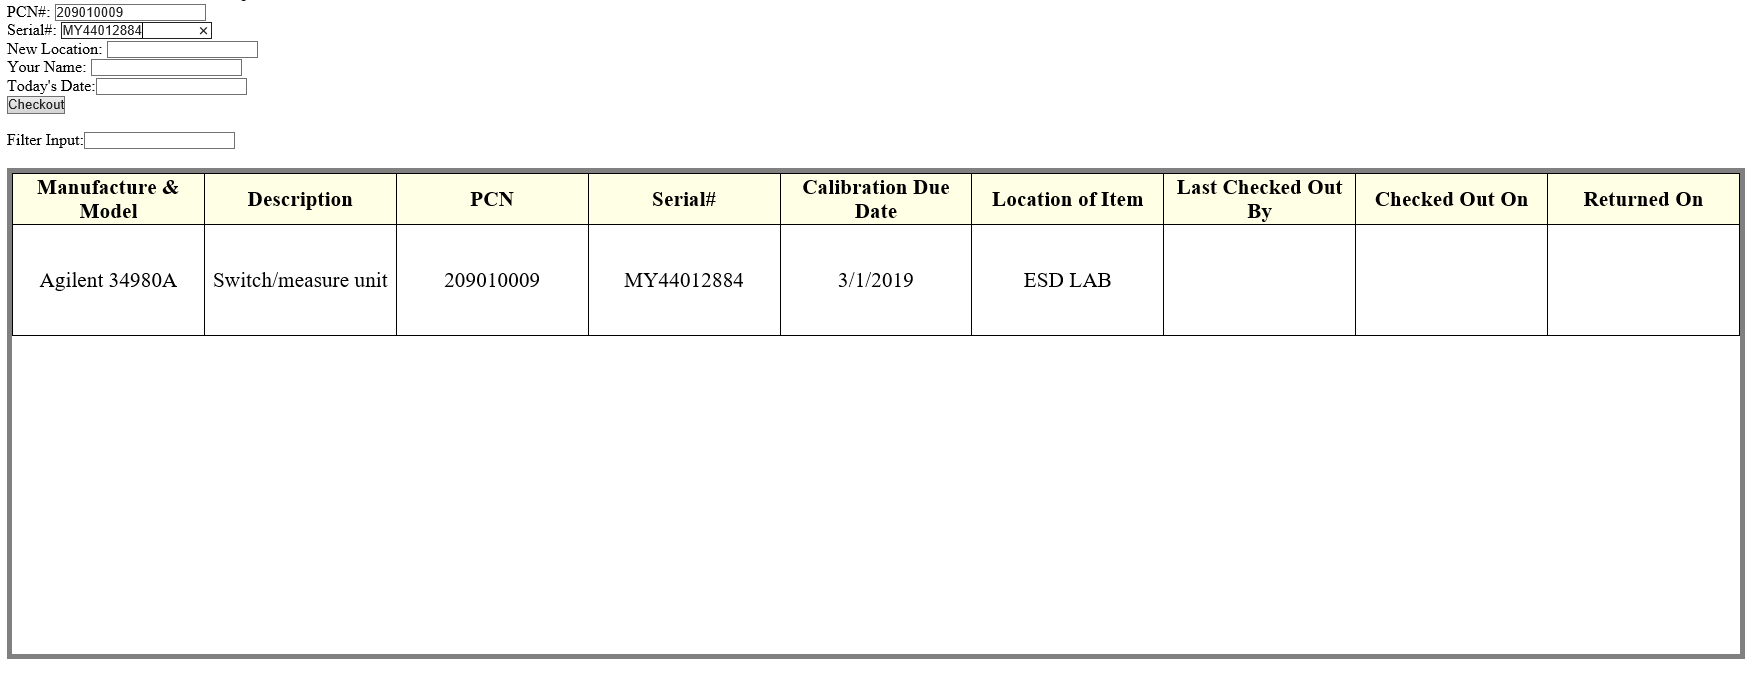 PCN#: 209010009
Serial#: MY44012884 ×
New Location:
Your Name:
Today's Date:
Checkout
Filter Input:
Manufacture & Model Description PCN Serial# Calibration Due Date Location of Item Last Checked Out By Checked Out On Returned On
Agilent 34980A Switch/measure unit 209010009 MY44012884 3/1/2019 ESD LAB